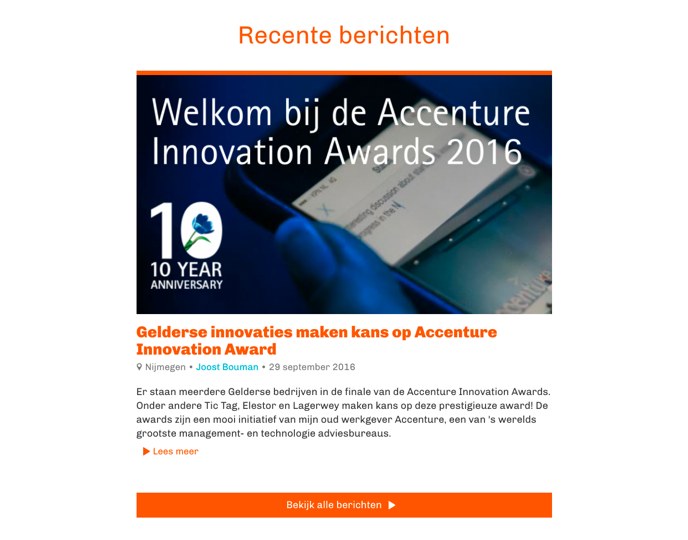 Recente berichten
Welkom bij de Accenture
Innovation Awards 2016
10
10 YEAR
ANNIVERSARY
Gelderse innovaties maken kans op Accenture
Innovation Award
Nijmegen • Joost Bouman • 29 september 2016
Er staan meerdere Gelderse bedrijven in de finale van de Accenture Innovation Awards.
Onder andere Tic Tag, Elestor en Lagerwey maken kans op deze prestigieuze award! De
awards zijn een mooi initiatief van mijn oud werkgever Accenture, een van ‘s werelds
grootste management- en technologie adviesbureaus.
Lees meer
Bekijk alle berichten